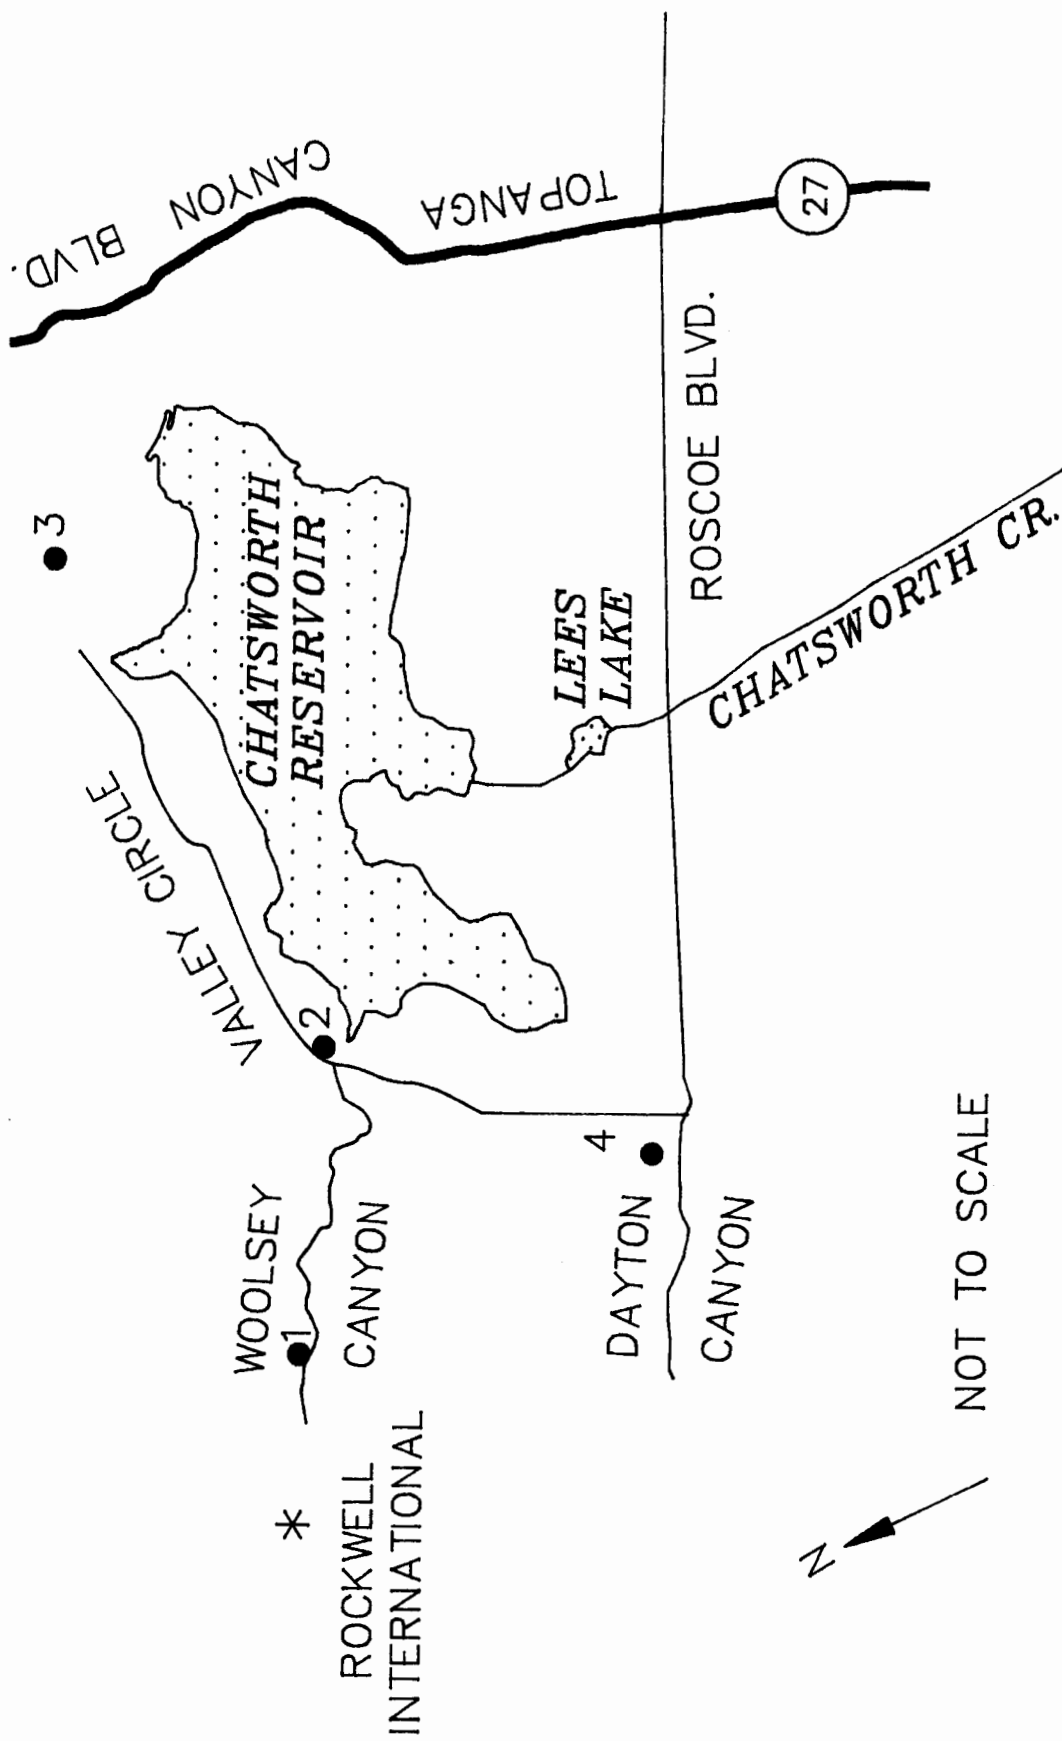 3
CANYON BLVD.
VALLEY CIRCLE
CHATSWORTH
RESERVOIR
2
WOOLSEY
1
CANYON
*
ROCKWELL
INTERNATIONAL
TOPANGA
LEES
LAKE
4
DAYTON
CANYON
ROSCOE BLVD.
27
CHATSWORTH CR.
N
NOT TO SCALE